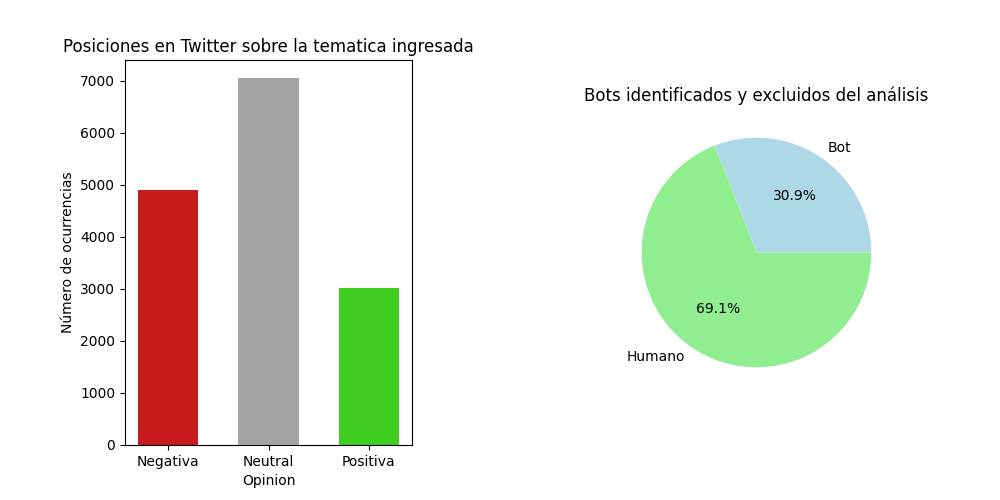 Posiciones en Twitter sobre la tematica ingresada
Número de ocurrencias
7000
6000
5000
4000
3000
2000
1000
0
Negativa
Neutral
Positiva
Opinion
Bots identificados y excluidos del análisis
Bot
30.9%
69.1%
Humano